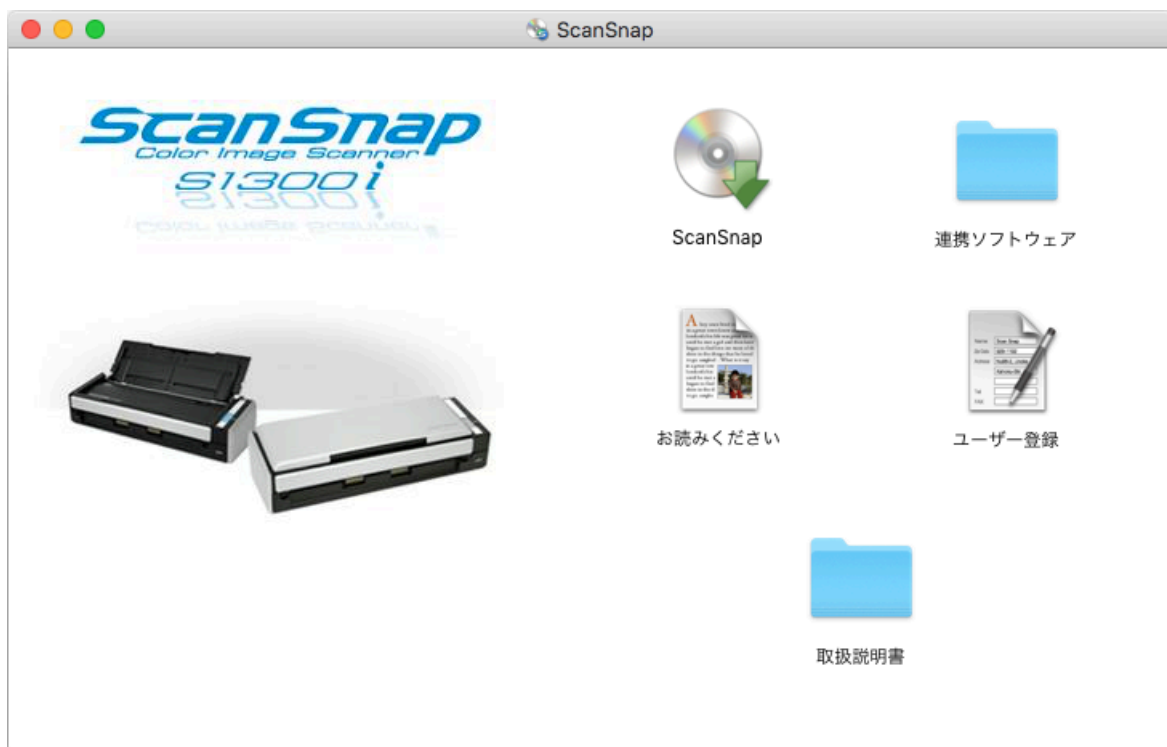 ScanSnap
ScanSnap
Color Image Scanner
S1300i
ScanSnap
連携ソフトウェア
お読みください
ユーザー登録
取扱説明書